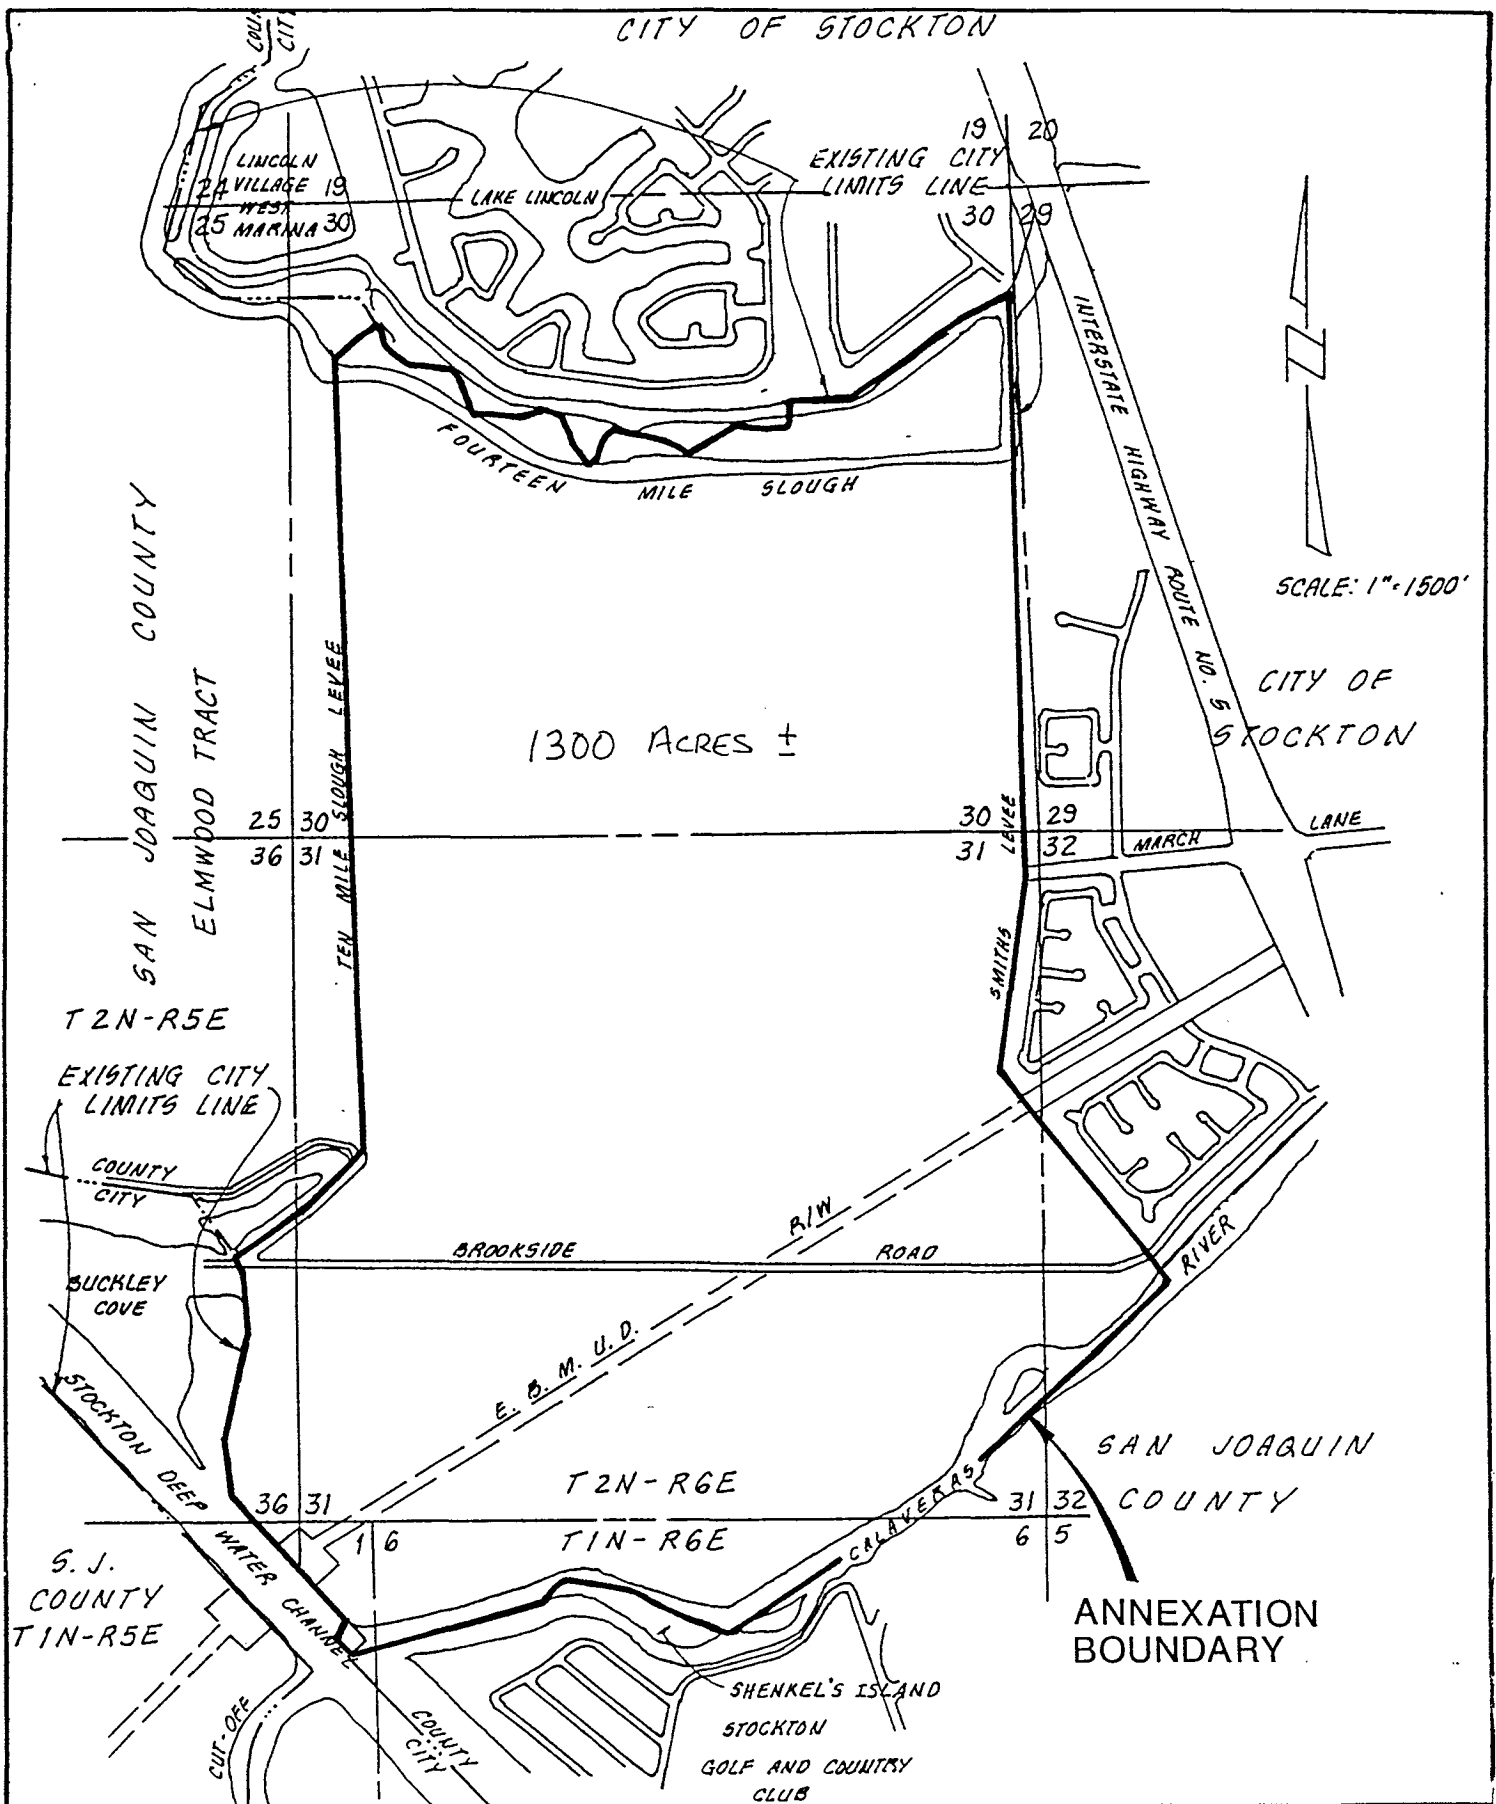 CITY OF STOCKTON
CITY
19 20
LINCOLN
VILLAGE
WEST
MARINA
24 19
25 30
LAKE LINCOLN
EXISTING CITY
LIMITS LINE
30 29
INTERSTATE HIGHWAY ROUTE NO. 5
N
FOURTEEN MILE SLOUGH
SCALE: 1"=1500'
SAN JOAQUIN COUNTY
ELMWOOD TRACT
TEN MILE SLOUGH LEVEE
CITY OF
STOCKTON
1300 ACRES ±
25 30
36 31
30 29
31 32
SMITHS LEVEE
MARCH LANE
T2N-R5E
EXISTING CITY
LIMITS LINE
COUNTY
CITY
R/W
BROOKSIDE ROAD
RIVER
BUCKLEY
COVE
E. B. M. U. D.
STOCKTON DEEP WATER CHANNEL
SAN JOAQUIN
COUNTY
CALAVERAS
36 31
T2N-R6E
31 32
1 6
T1N-R6E
6 5
S. J.
COUNTY
T1N-R5E
ANNEXATION
BOUNDARY
SHENKEL'S ISLAND
STOCKTON
GOLF AND COUNTRY
CLUB
CUT-OFF
COUNTY
CITY